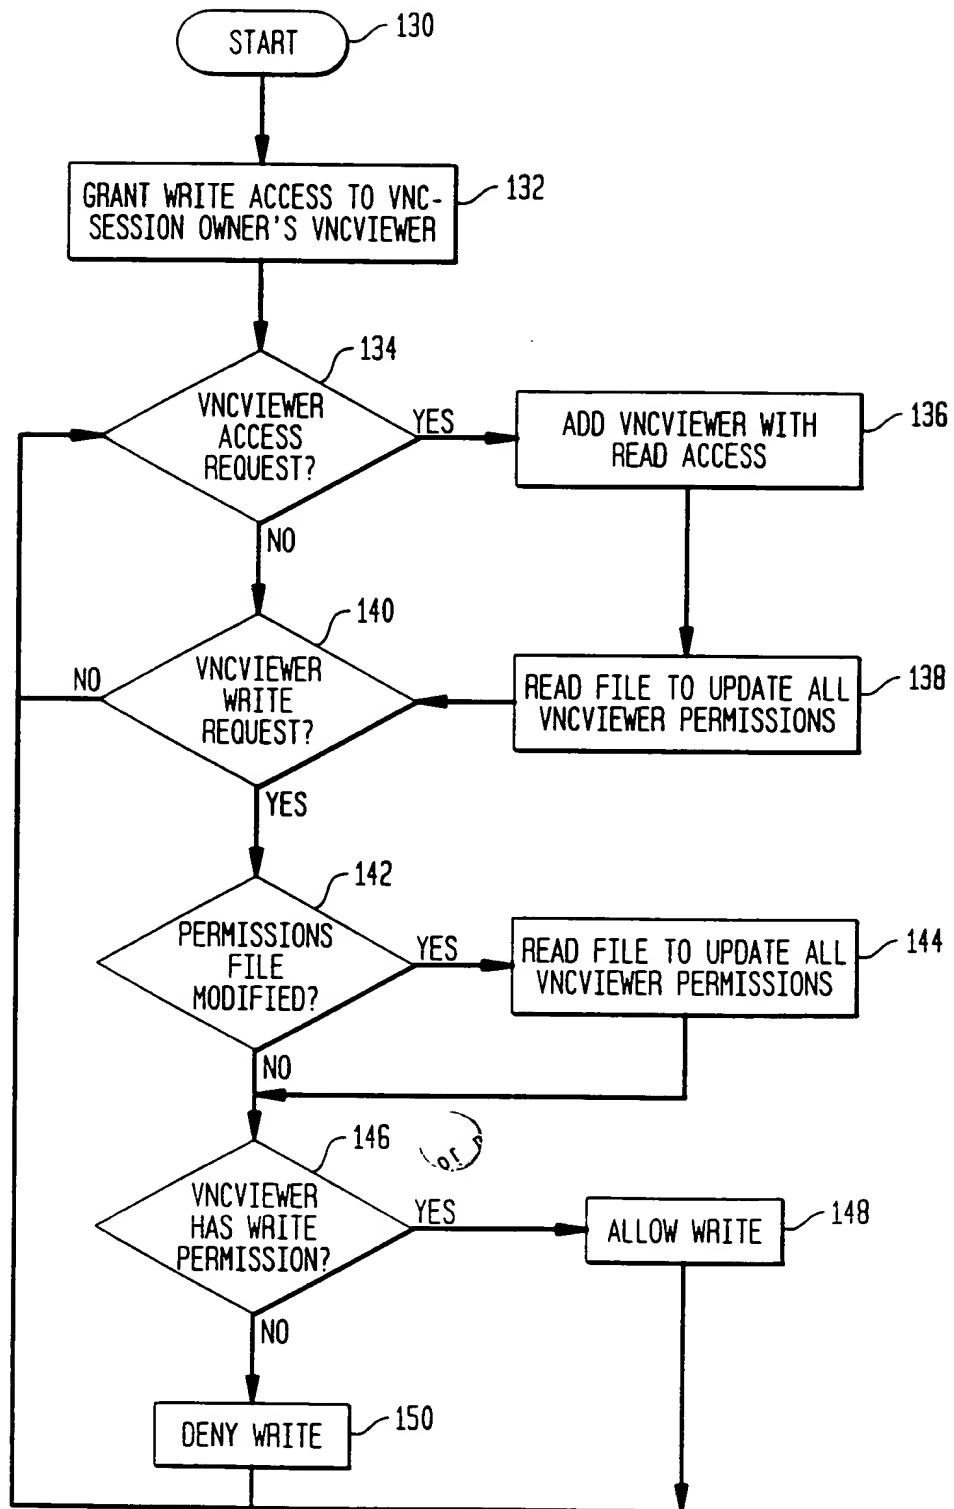 START
130
GRANT WRITE ACCESS TO VNC-
SESSION OWNER'S VNCVIEWER
132
134
VNCVIEWER
ACCESS
REQUEST?
YES
NO
ADD VNCVIEWER WITH
READ ACCESS
136
140
VNCVIEWER
WRITE
REQUEST?
NO
YES
READ FILE TO UPDATE ALL
VNCVIEWER PERMISSIONS
138
142
PERMISSIONS
FILE
MODIFIED?
YES
NO
READ FILE TO UPDATE ALL
VNCVIEWER PERMISSIONS
144
146
VNCVIEWER
HAS WRITE
PERMISSION?
YES
NO
ALLOW WRITE
148
DENY WRITE
150